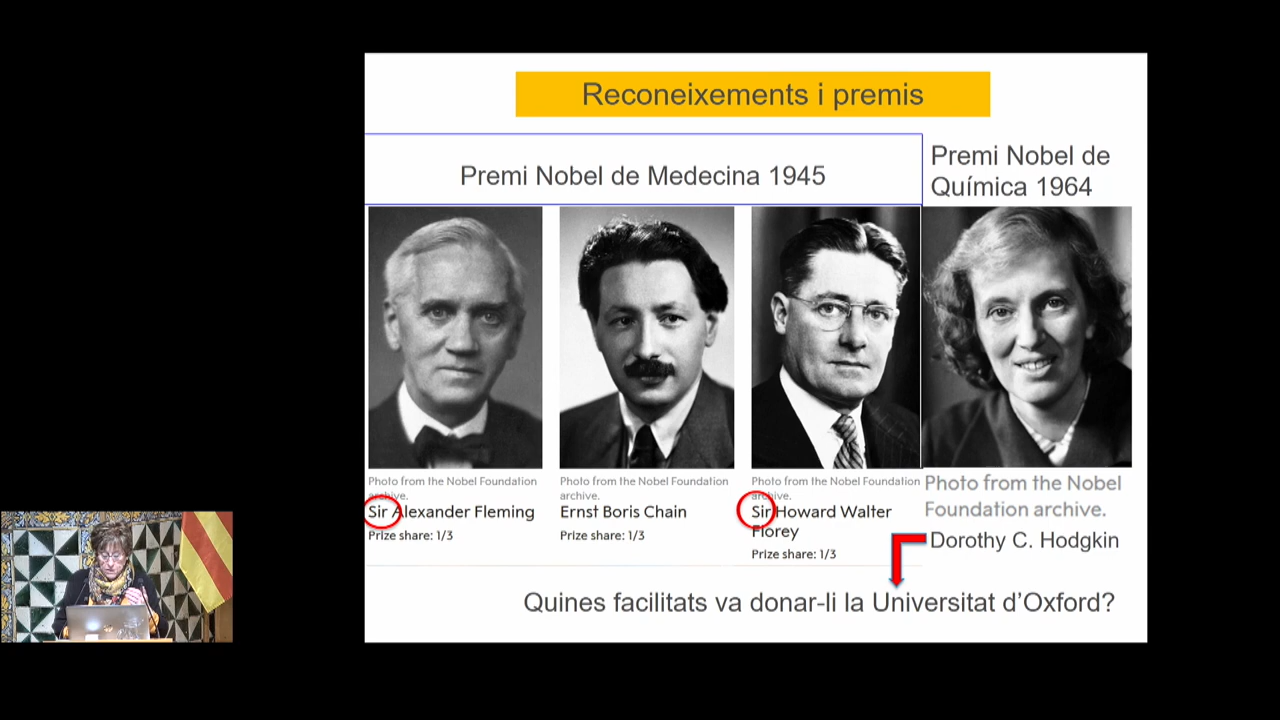 Reconeixements i premis
Premi Nobel de Medecina 1945
Premi Nobel de
Química 1964
Photo from the Nobel Foundation
archive.
Sir Alexander Fleming
Prize share: 1/3
Photo from the Nobel Foundation
archive.
Ernst Boris Chain
Prize share: 1/3
Photo from the Nobel Foundation
archive.
Sir Howard Walter
Florey
Prize share: 1/3
Photo from the Nobel
Foundation archive.
Dorothy C. Hodgkin
Quines facilitats va donar-li la Universitat d'Oxford?